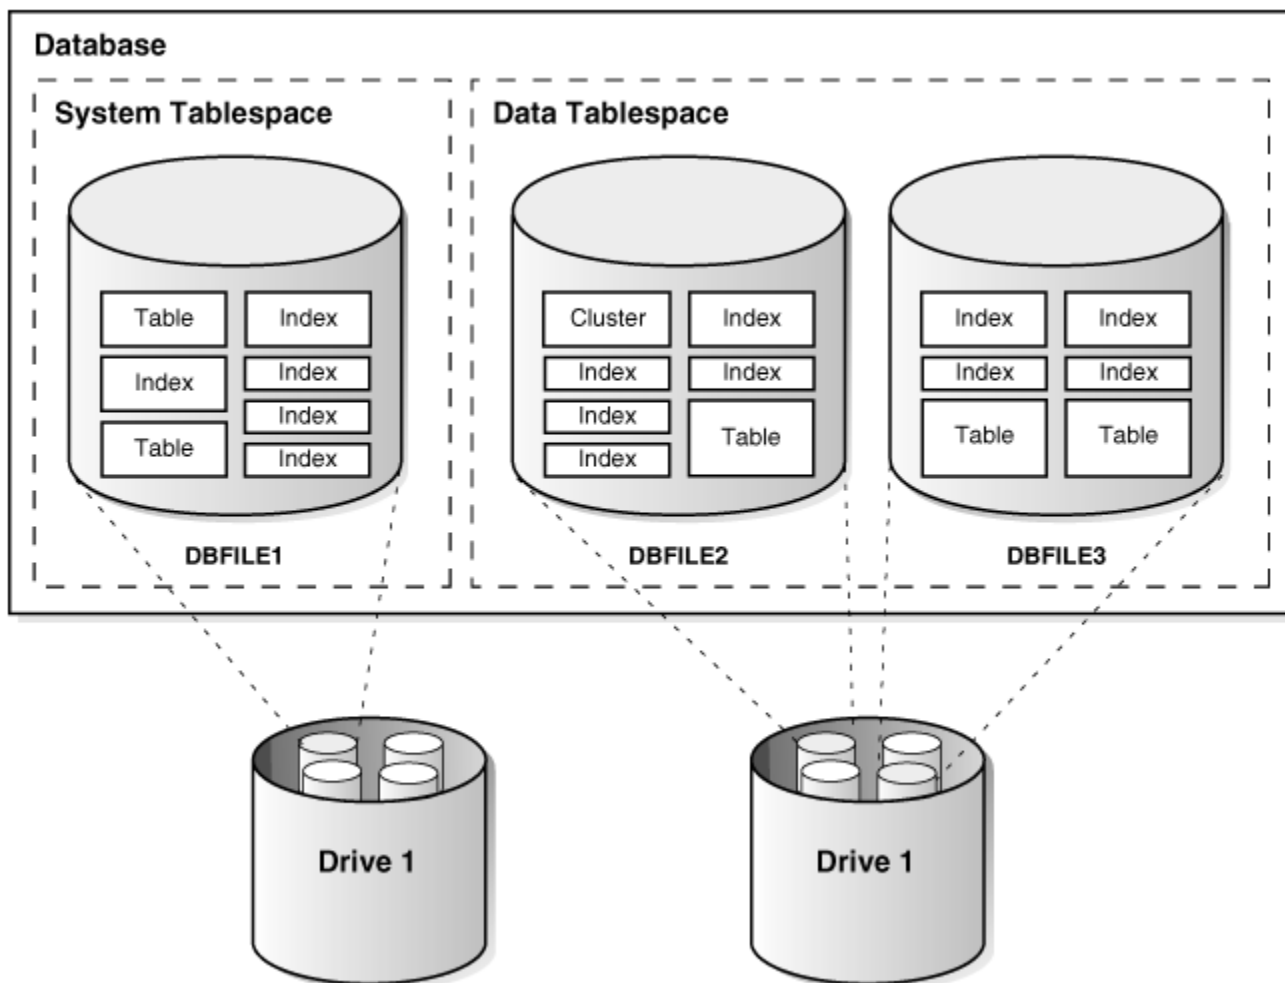 Database
System Tablespace
Data Tablespace
Table
Index
Index
Index
Index
Table
Index
Cluster
Index
Index
Index
Index
Index
Table
Index
Index
Index
Index
Index
Table
Table
DBFILE1
DBFILE2
DBFILE3
Drive 1
Drive 1